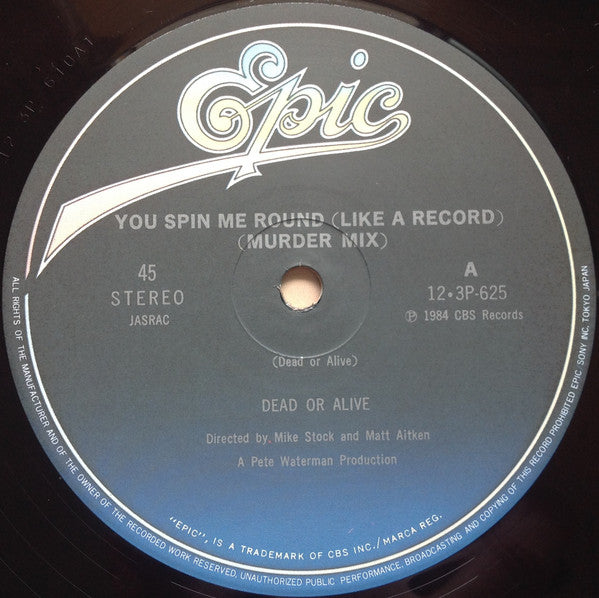 Epic
YOU SPIN ME ROUND (LIKE A RECORD)
(MURDER MIX)
45
STEREO
JASRAC
A
12・3P-625
Ⓟ 1984 CBS Records
(Dead or Alive)
DEAD OR ALIVE
Directed by. Mike Stock and Matt Aitken
A Pete Waterman Production
"EPIC", IS A TRADEMARK OF CBS INC./MARCA REG.
ALL RIGHTS OF THE MANUFACTURER AND OF THE OWNER OF THE RECORDED WORK RESERVED. UNAUTHORIZED PUBLIC PERFORMANCE, BROADCASTING AND COPYING OF THIS RECORD PROHIBITED EPIC SONY INC. TOKYO JAPAN